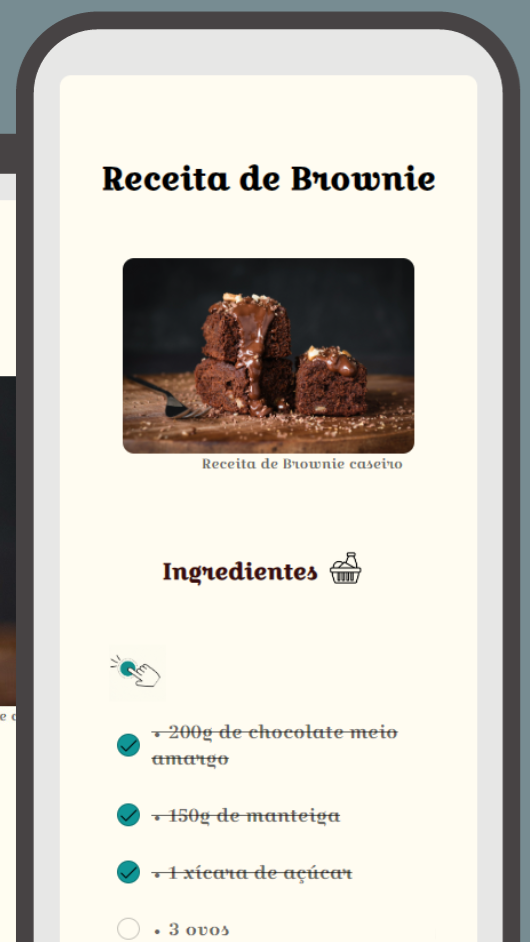 Receita de Brownie
Receita de Brownie caseiro
Ingredientes
• 200g de chocolate meio
amargo
• 150g de manteiga
• 1 xícara de açúcar
• 3 ovos